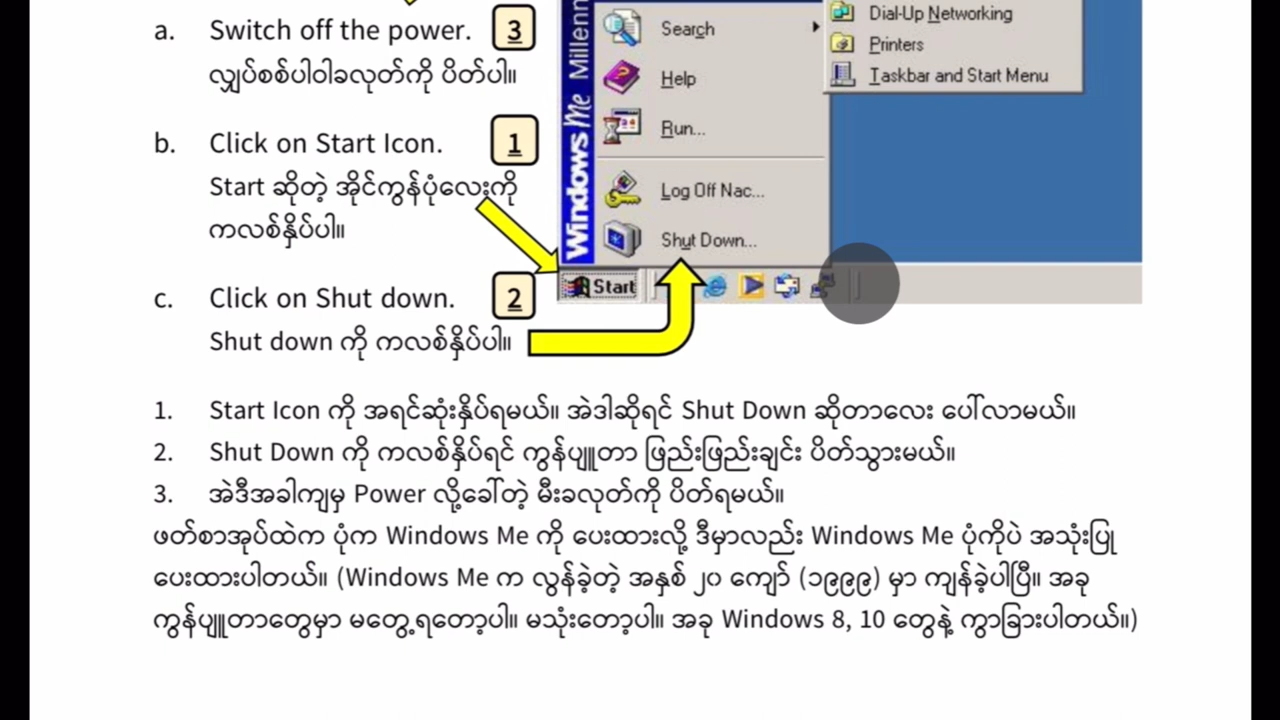 a. Switch off the power. 3
လျှပ်စစ်ပါဝါခလုတ်ကို ပိတ်ပါ။
b. Click on Start Icon. 1
Start ဆိုတဲ့ အိုင်ကွန်ပုံလေးကို
ကလစ်နှိပ်ပါ။
c. Click on Shut down. 2
Shut down ကို ကလစ်နှိပ်ပါ။
Windows Me Millenn
Search
Help
Run...
Log Off Nac...
Shut Down...
Start
Dial-Up Networking
Printers
Taskbar and Start Menu
1. Start Icon ကို အရင်ဆုံးနှိပ်ရမယ်။ အဲဒါဆိုရင် Shut Down ဆိုတာလေး ပေါ်လာမယ်။
2. Shut Down ကို ကလစ်နှိပ်ရင် ကွန်ပျူတာ ဖြည်းဖြည်းချင်း ပိတ်သွားမယ်။
3. အဲဒီအခါကျမှ Power လို့ခေါ်တဲ့ မီးခလုတ်ကို ပိတ်ရမယ်။
ဖတ်စာအုပ်ထဲက ပုံက Windows Me ကို ပေးထားလို့ ဒီမှာလည်း Windows Me ပုံကိုပဲ အသုံးပြု
ပေးထားပါတယ်။ (Windows Me က လွန်ခဲ့တဲ့ အနှစ် ၂၀ ကျော် (၁၉၉၉) မှာ ကျန်ခဲ့ပါပြီ။ အခု
ကွန်ပျူတာတွေမှာ မတွေ့ရတော့ပါ။ မသုံးတော့ပါ။ အခု Windows 8, 10 တွေနဲ့ ကွာခြားပါတယ်။)